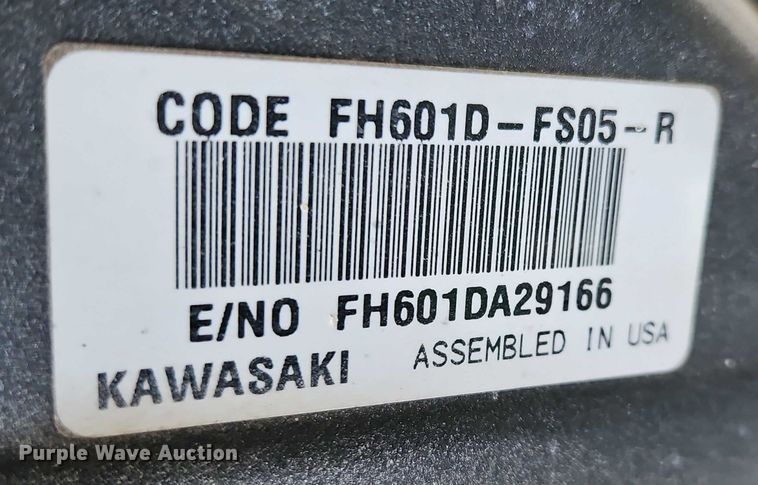 CODE FH601D-FS05-R
E/NO FH601DA29166
KAWASAKI ASSEMBLED IN USA
Purple Wave Auction